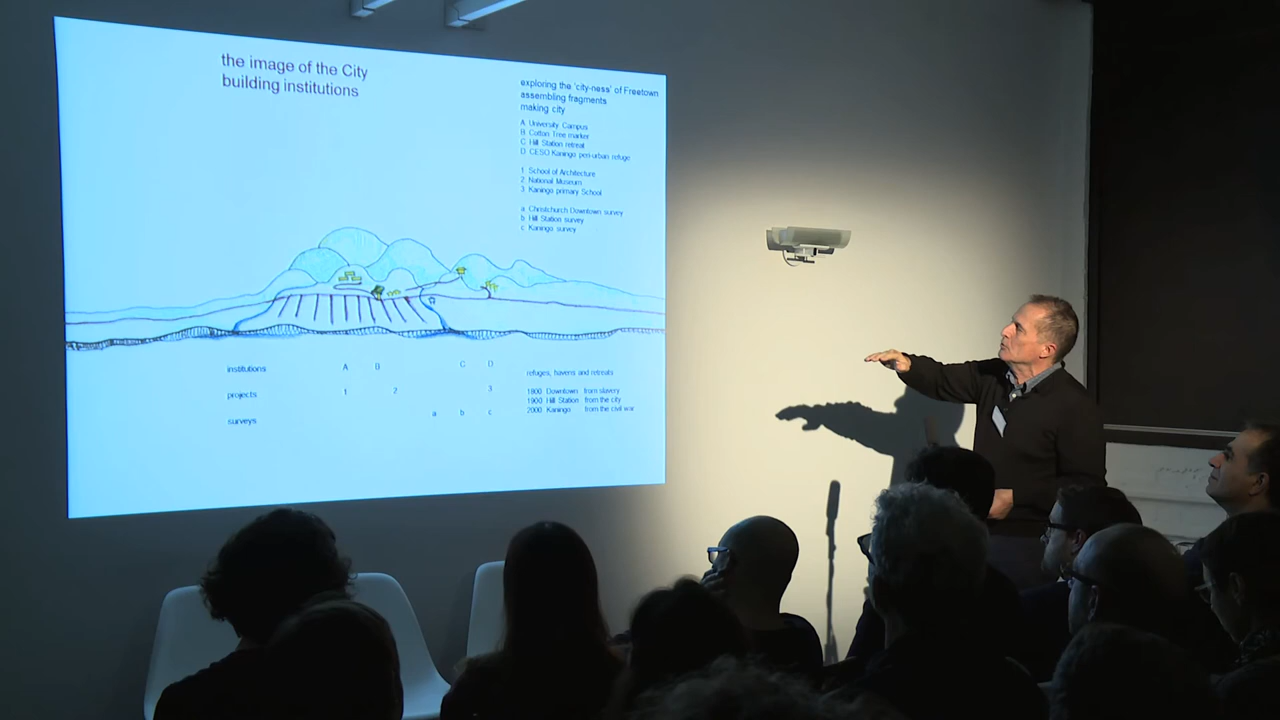 the image of the City
building institutions
exploring the 'city-ness' of Freetown
assembling fragments
making city
A University Campus
B Cotton Tree marker
C Hill Station retreat
D CESO Kaningo peri-urban refuge
1 School of Architecture
2 National Museum
3 Kaningo primary School
a Christchurch Downtown survey
b Hill Station survey
c Kaningo survey
institutions A B C D
projects 1 2 3
surveys a b c
refuges, havens and retreats
1800 Downtown from slavery
1900 Hill Station from the city
2000 Kaningo from the civil war